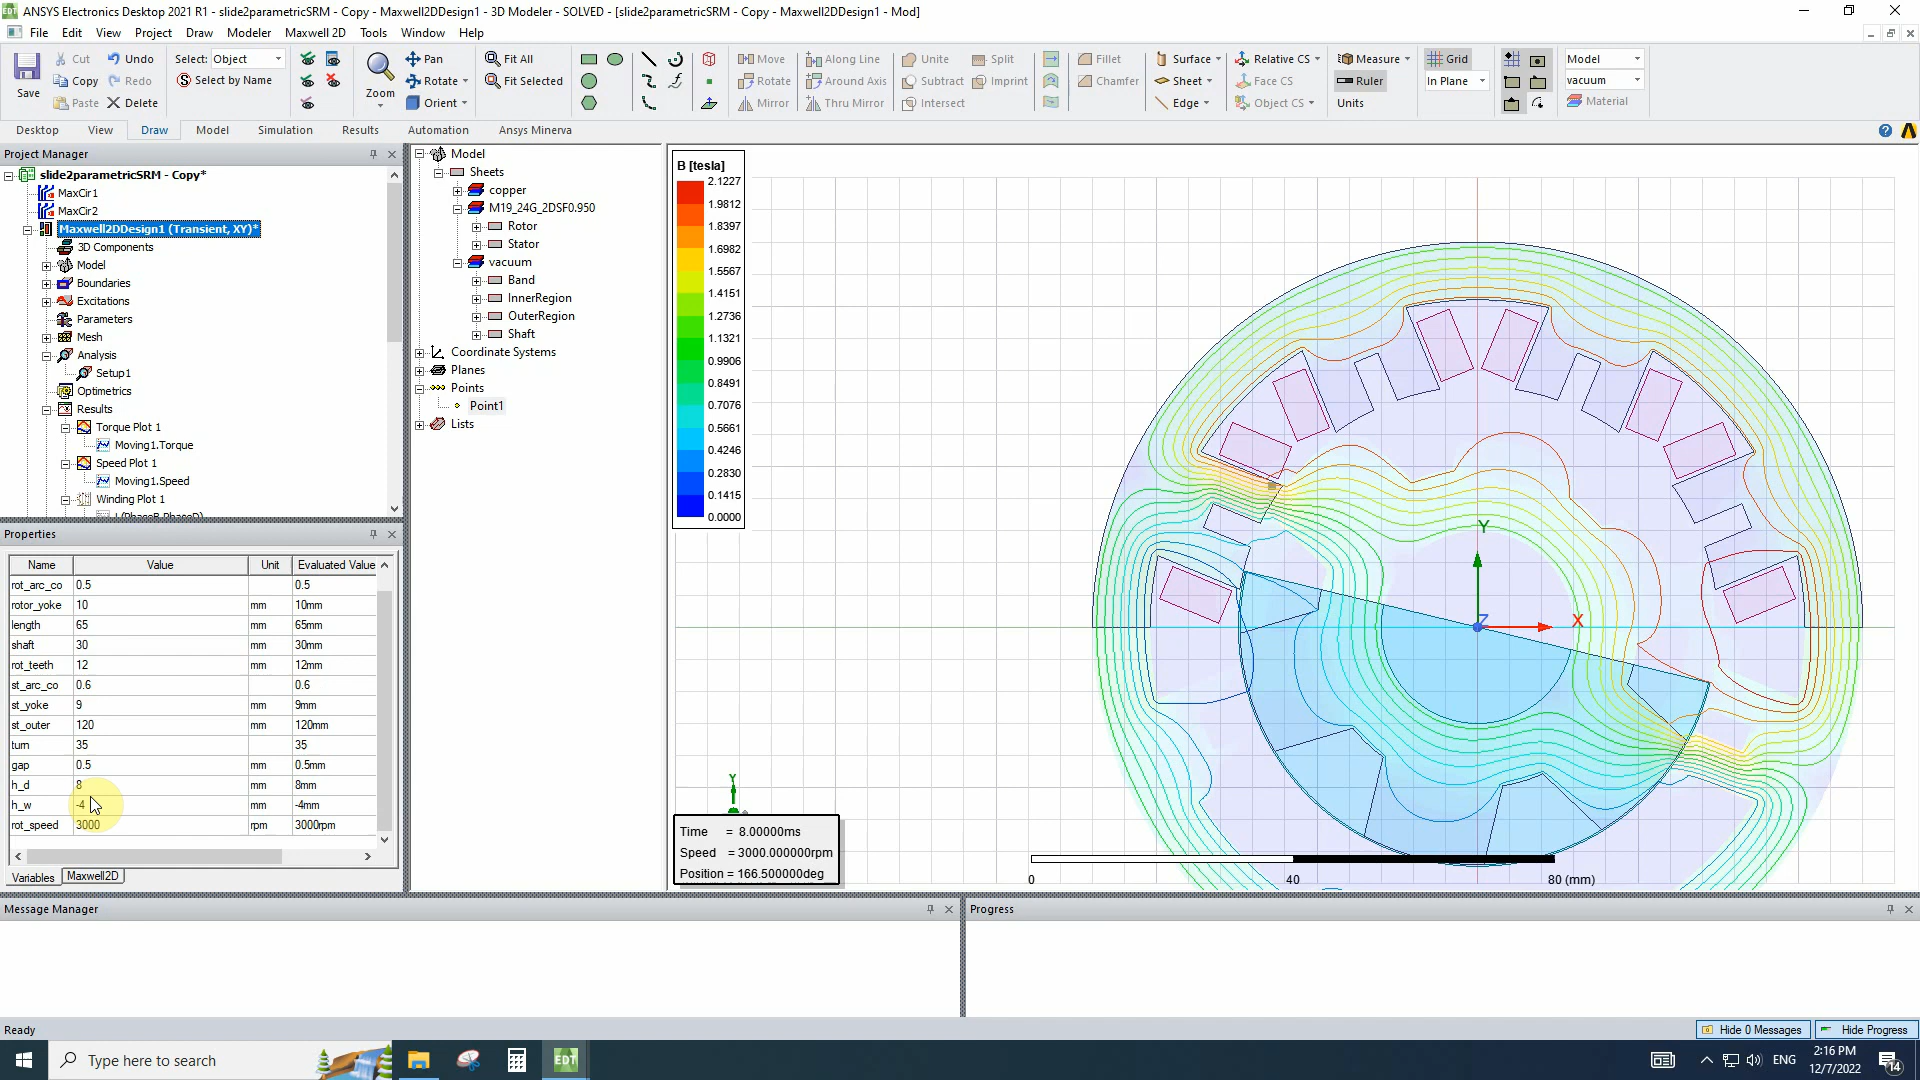 ANSYS Electronics Desktop 2021 R1 - slide2parametricSRM - Copy - Maxwell2DDesign1 - 3D Modeler - SOLVED - [slide2parametricSRM - Copy - Maxwell2DDesign1 - Mod]
File Edit View Project Draw Modeler Maxwell 2D Tools Window Help
Save
Cut Undo
Copy Redo
Paste Delete
Select: Object
Select by Name
Zoom
Pan
Rotate
Orient
Fit All
Fit Selected
Move Along Line Unite Split
Rotate Around Axis Subtract Imprint
Mirror Thru Mirror Intersect
Fillet
Chamfer
Surface Relative CS
Sheet Face CS
Edge Object CS
Measure
Ruler
Units
Grid
In Plane
Model
vacuum
Material
Desktop View Draw Model Simulation Results Automation Ansys Minerva
Project Manager
slide2parametricSRM - Copy*
MaxCir1
MaxCir2
Maxwell2DDesign1 (Transient, XY)*
3D Components
Model
Boundaries
Excitations
Parameters
Mesh
Analysis
Setup1
Optimetrics
Results
Torque Plot 1
Moving1.Torque
Speed Plot 1
Moving1.Speed
Winding Plot 1
Model
Sheets
copper
M19_24G_2DSF0.950
Rotor
Stator
vacuum
Band
InnerRegion
OuterRegion
Shaft
Coordinate Systems
Planes
Points
Point1
Lists
B [tesla]
2.1227
1.9812
1.8397
1.6982
1.5567
1.4151
1.2736
1.1321
0.9906
0.8491
0.7076
0.5661
0.4246
0.2830
0.1415
0.0000
Y
Z
X
Y
Time = 8.00000ms
Speed = 3000.000000rpm
Position = 166.500000deg
0 40 80 (mm)
Properties
Name Value Unit Evaluated Value
rot_arc_co 0.5 0.5
rotor_yoke 10 mm 10mm
length 65 mm 65mm
shaft 30 mm 30mm
rot_teeth 12 mm 12mm
st_arc_co 0.6 0.6
st_yoke 9 mm 9mm
st_outer 120 mm 120mm
turn 35 35
gap 0.5 mm 0.5mm
h_d 8 mm 8mm
h_w -4 mm -4mm
rot_speed 3000 rpm 3000rpm
Variables Maxwell2D
Message Manager
Progress
Ready
Hide 0 Messages Hide Progress
Type here to search
EDT
ENG
2:16 PM
12/7/2022
14